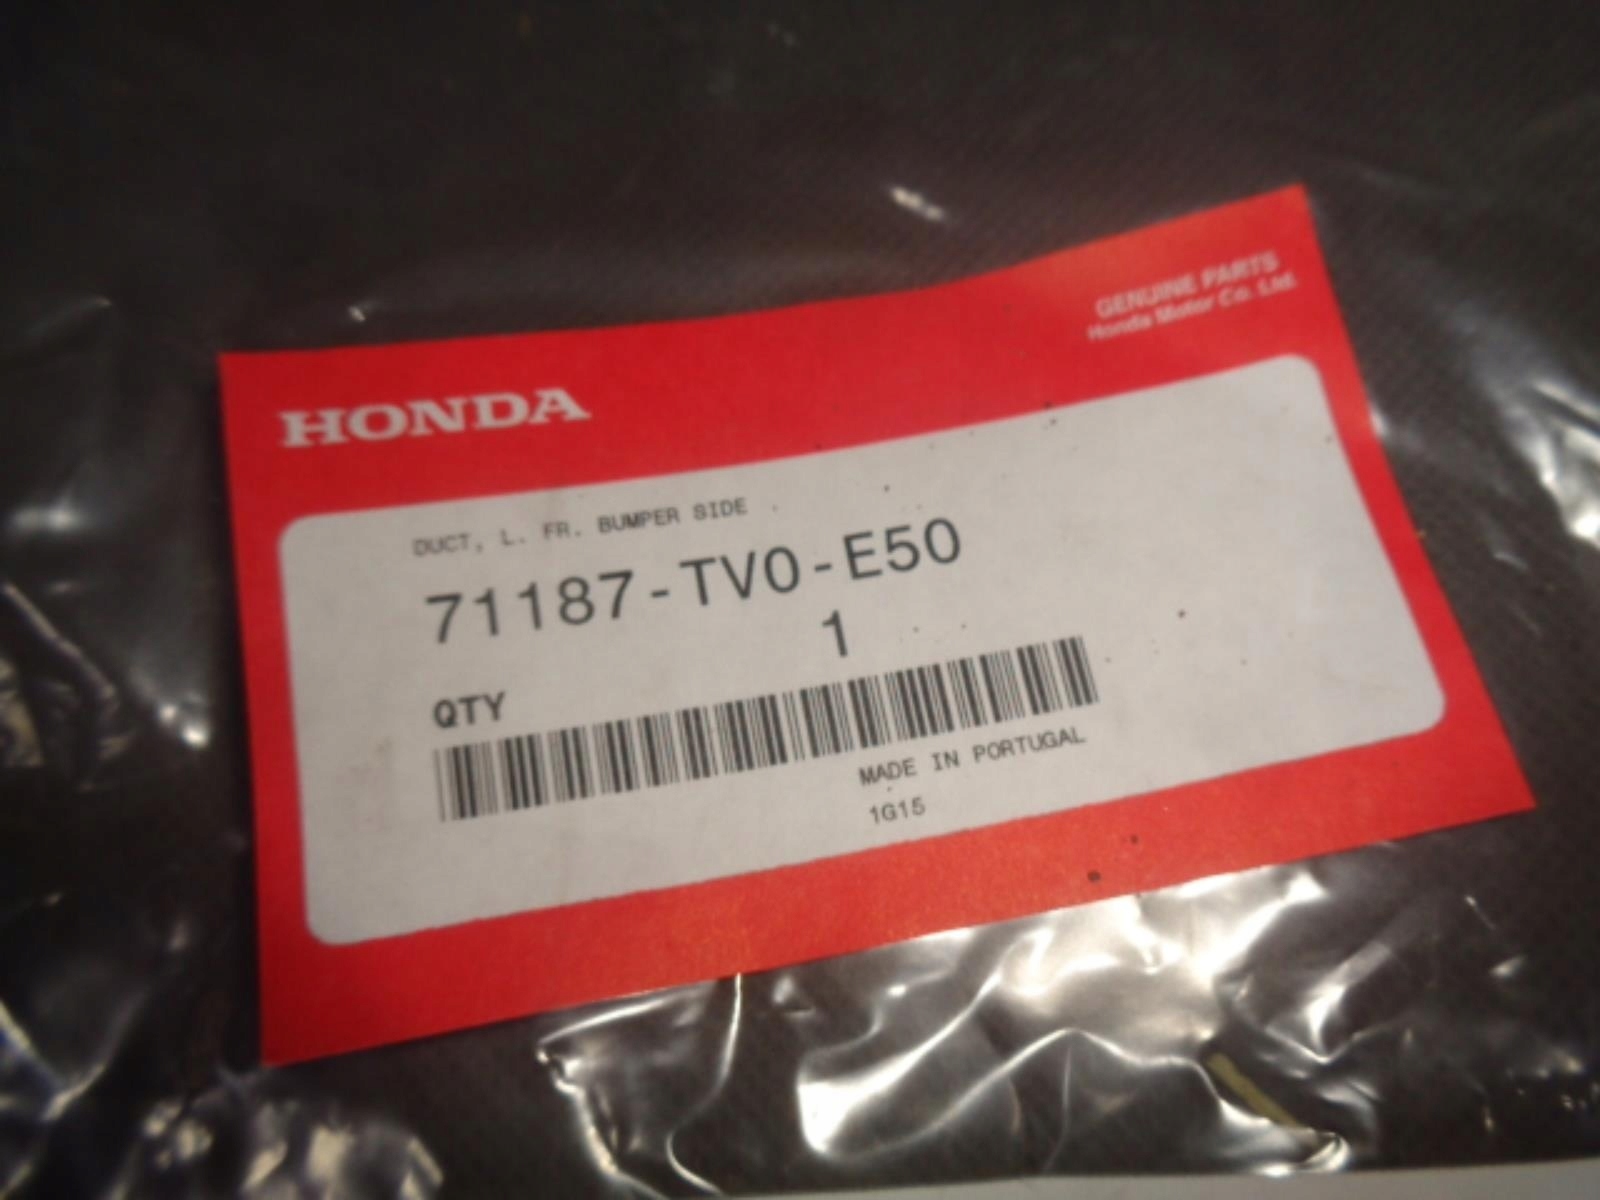 GENUINE PARTS
Honda Motor Co. Ltd.
HONDA
DUCT, L. FR. BUMPER SIDE
71187-TV0-E50
1
QTY
MADE IN PORTUGAL
1G15